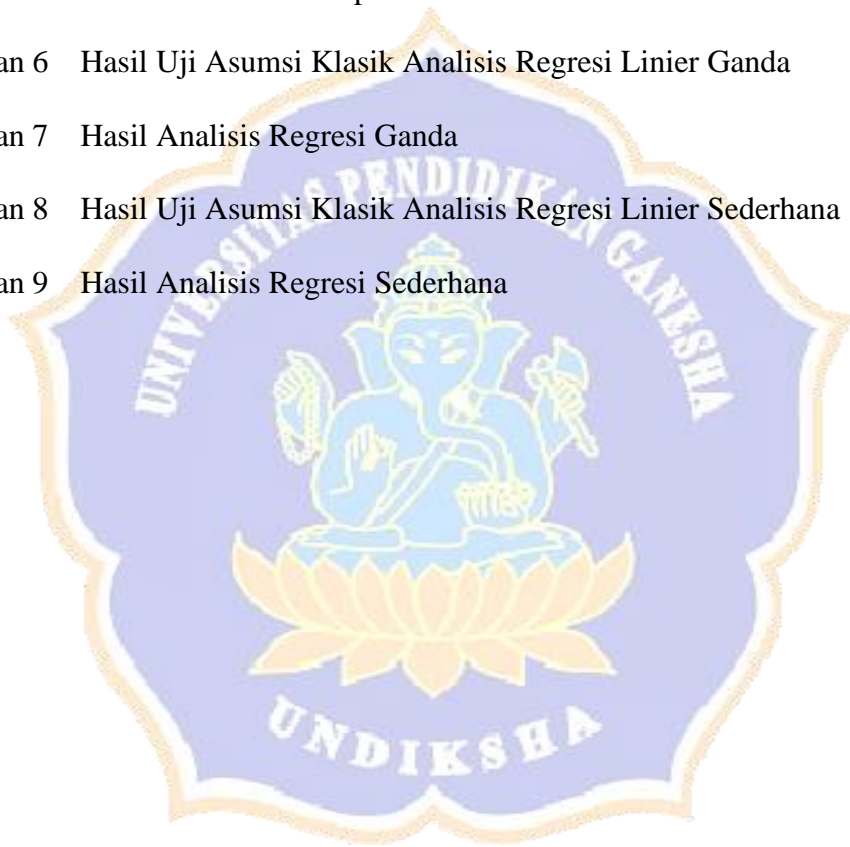 an 6 Hasil Uji Asumsi Klasik Analisis Regresi Linier Ganda
an 7 Hasil Analisis Regresi Ganda
an 8 Hasil Uji Asumsi Klasik Analisis Regresi Linier Sederhana
an 9 Hasil Analisis Regresi Sederhana
UNIVERSITAS PENDIDIKAN GANESHA
UNDIKSHA